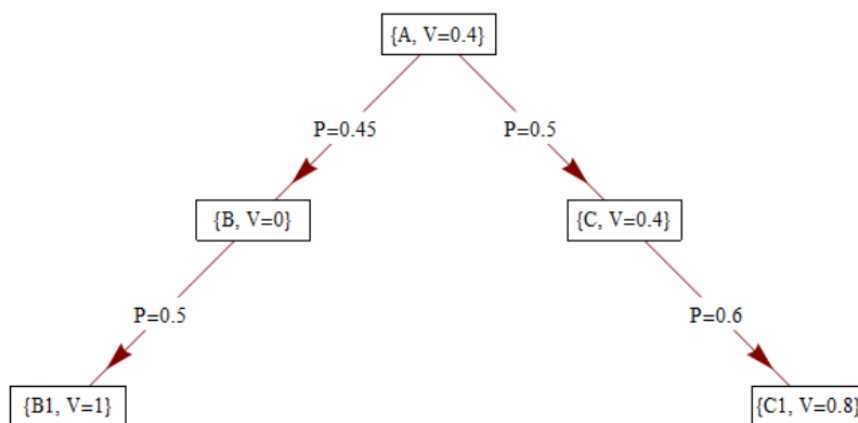 {A, V=0.4}
P=0.45
P=0.5
{B, V=0}
{C, V=0.4}
P=0.5
P=0.6
{B1, V=1}
{C1, V=0.8}